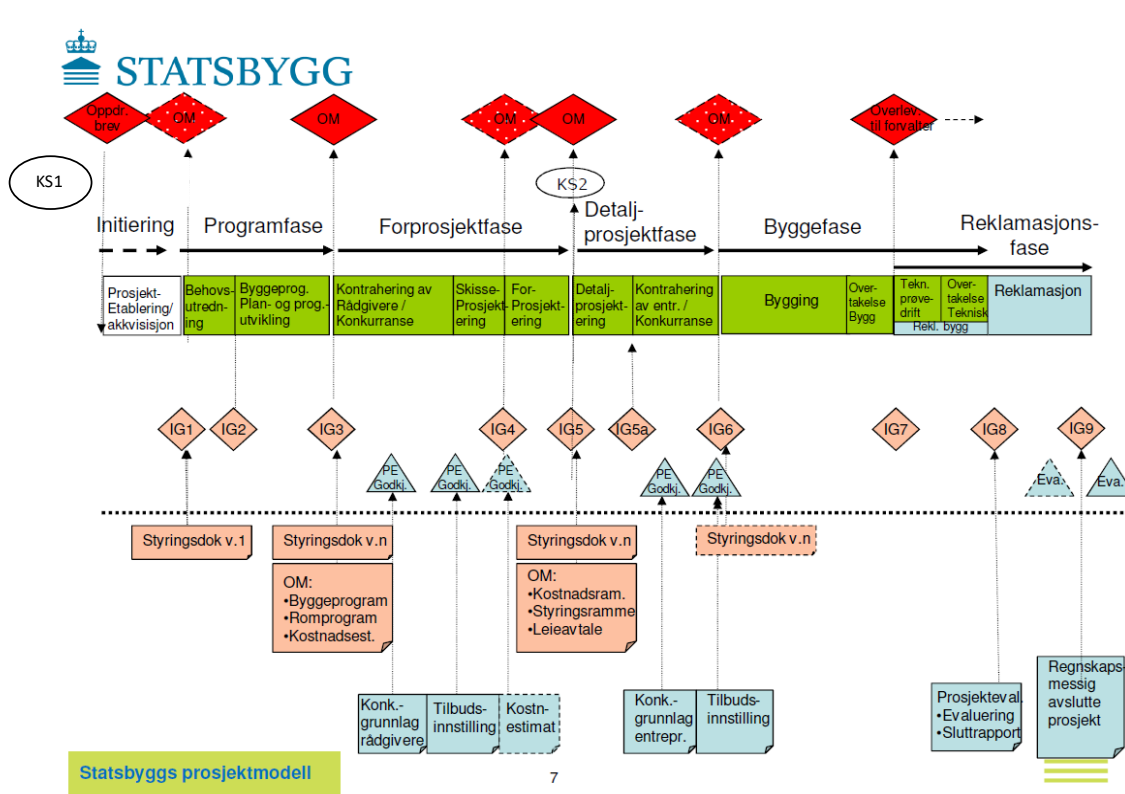 STATSBYGG
Oppdr.
brev
OM
OM
OM
OM
OM
Overlev.
til forvalter
KS1
KS2
Initiering
Programfase
Forprosjektfase
Detalj-
prosjektfase
Byggefase
Reklamasjons-
fase
Prosjekt-
Etablering/
akkvisisjon
Behovs-
utredn-
ing
Byggeprog.
Plan- og prog.-
utvikling
Kontrahering av
Rådgivere /
Konkurranse
Skisse-
Prosjekt-
ering
For-
Prosjekt-
ering
Detalj-
prosjekt-
ering
Kontrahering
av entr. /
Konkurranse
Bygging
Over-
takelse
Bygg
Tekn.
prøve-
drift
Over-
takelse
Teknisk
Rekl. bygg
Reklamasjon
IG1
IG2
IG3
IG4
IG5
IG5a
IG6
IG7
IG8
IG9
PE
Godkj.
PE
Godkj.
PE
Godkj.
PE
Godkj.
PE
Godkj.
Eva.
Eva.
Styringsdok v.1
Styringsdok v.n
Styringsdok v.n
Styringsdok v.n
OM:
•Byggeprogram
•Romprogram
•Kostnadsest.
OM:
•Kostnadsram.
•Styringsramme
•Leieavtale
Konk.-
grunnlag
rådgivere
Tilbuds-
innstilling
Kostn-
estimat
Konk.-
grunnlag
entrepr.
Tilbuds-
innstilling
Prosjekteval.
•Evaluering
•Sluttrapport
Regnskaps-
messig
avslutte
prosjekt
Statsbyggs prosjektmodell
7